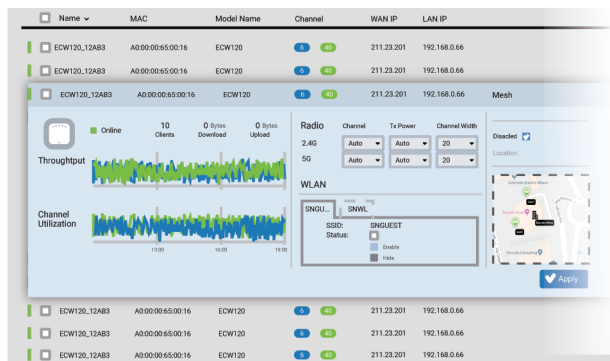 Name MAC Model Name Channel WAN IP LAN IP
ECW120_12AB3 A0:00:00:65:00:16 ECW120 6 40 211.23.201 192.168.0.66
ECW120_12AB3 A0:00:00:65:00:16 ECW120 6 40 211.23.201 192.168.0.66
ECW120_12AB3 A0:00:00:65:00:16 ECW120 6 40 211.23.201 192.168.0.66 Mesh
Online 10 0 Bytes 0 Bytes
Clients Download Upload
Radio Channel Tx Power Channel Width
2.4G Auto Auto 20
5G Auto Auto 20
Disacled
Location
Throughtput
WLAN
SNGU... SNWL
SSID: SNGUEST
Status:
Enable
Hide
Channel
Utilization
13:00 16:00 19:00
Apply
ECW120_12AB3 A0:00:00:65:00:16 ECW120 6 40 211.23.201 192.168.0.66
ECW120_12AB3 A0:00:00:65:00:16 ECW120 6 40 211.23.201 192.168.0.66
ECW120_12AB3 A0:00:00:65:00:16 ECW120 6 40 211.23.201 192.168.0.66